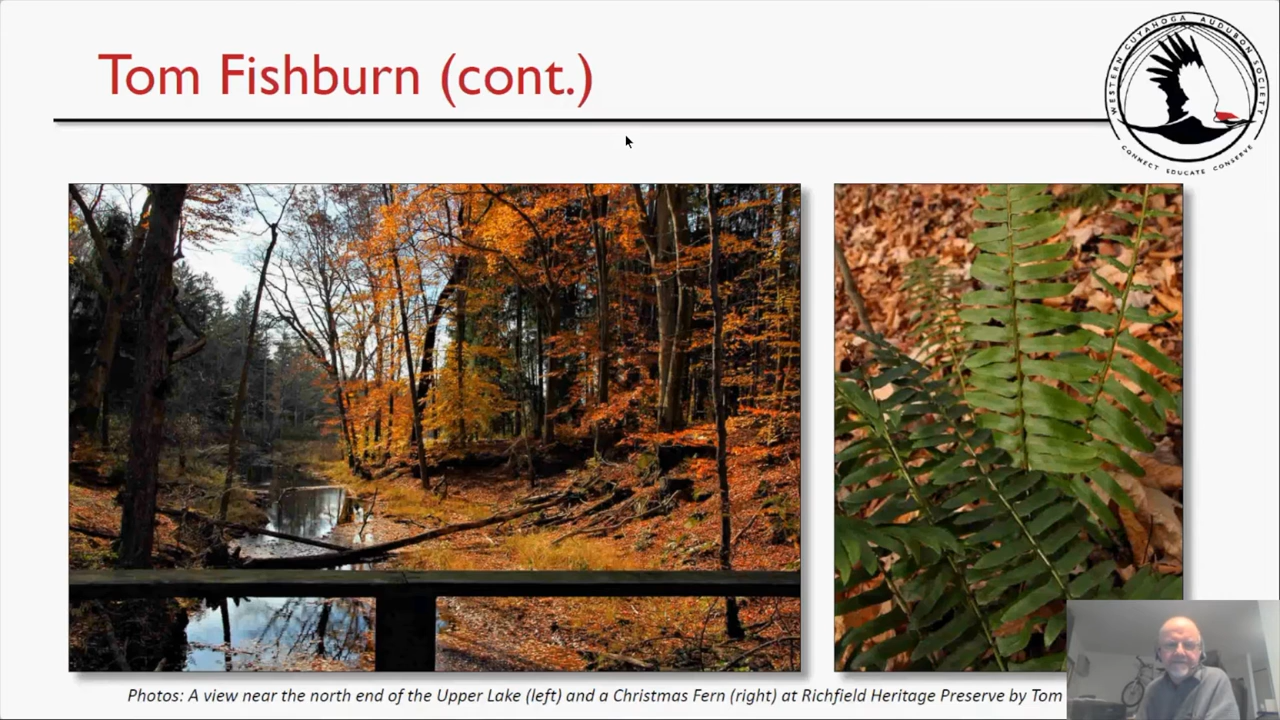 Tom Fishburn (cont.)
WESTERN CUYAHOGA AUDUBON SOCIETY
CONNECT EDUCATE CONSERVE
Photos: A view near the north end of the Upper Lake (left) and a Christmas Fern (right) at Richfield Heritage Preserve by Tom